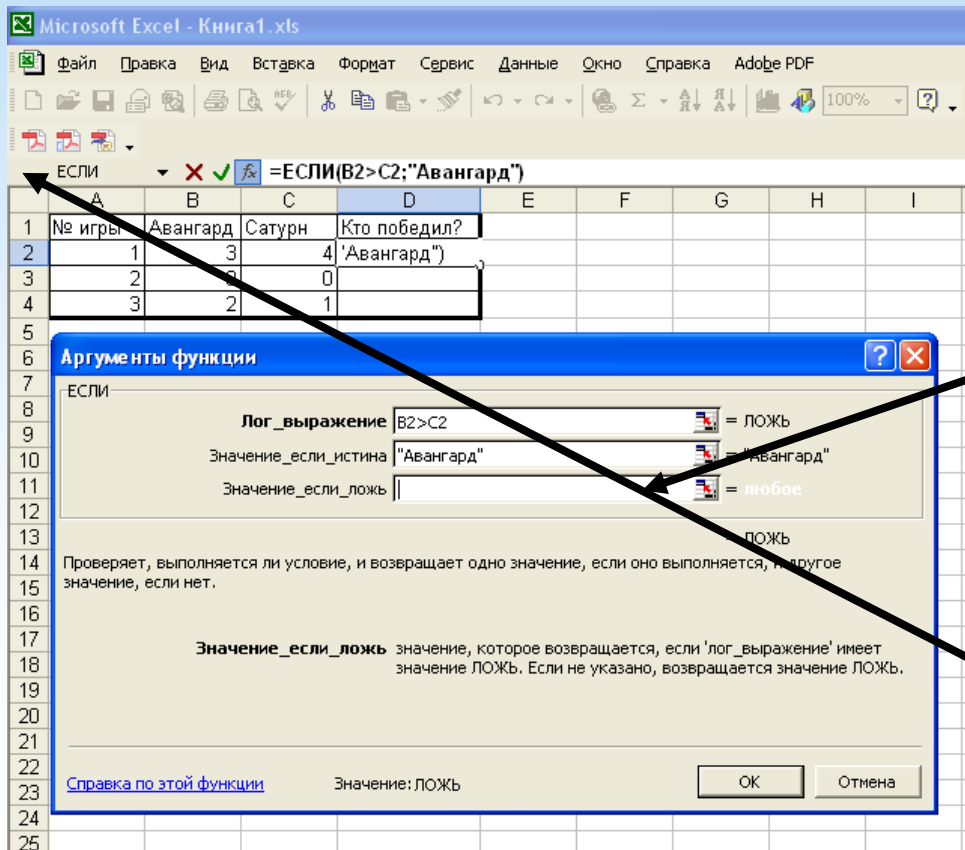 Microsoft Excel - Книга1.xls
Файл Правка Вид Вставка Формат Сервис Данные Окно Справка Adobe PDF
100%
ЕСЛИ =ЕСЛИ(B2>C2;"Авангард")
A B C D E F G H I
1 № игры Авангард Сатурн Кто победил?
2 1 3 4 'Авангард")
3 2 0
4 3 2 1
5
6 Аргументы функции
7 ЕСЛИ
8 Лог_выражение B2>C2 = ЛОЖЬ
9
10 Значение_если_истина "Авангард" = "Авангард"
11 Значение_если_ложь = любое
12
13 = ЛОЖЬ
14 Проверяет, выполняется ли условие, и возвращает одно значение, если оно выполняется, и другое
15 значение, если нет.
16
17 Значение_если_ложь значение, которое возвращается, если 'лог_выражение' имеет
18 значение ЛОЖЬ. Если не указано, возвращается значение ЛОЖЬ.
19
20
21
22
23 Справка по этой функции Значение: ЛОЖЬ ОК Отмена
24
25